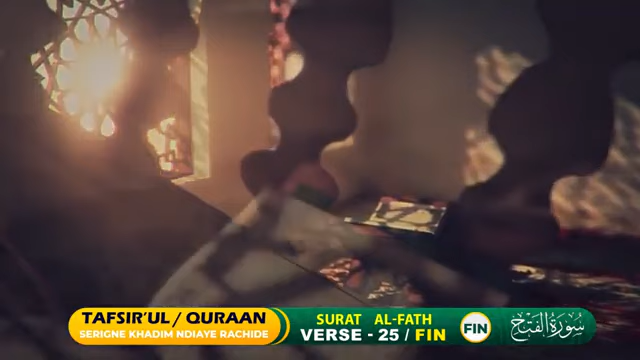 TAFSIR'UL / QURAAN
SERIGNE KHADIM NDIAYE RACHIDE
SURAT AL-FATH
VERSE - 25 / FIN
FIN
سُورَةُ الفَتْحِ